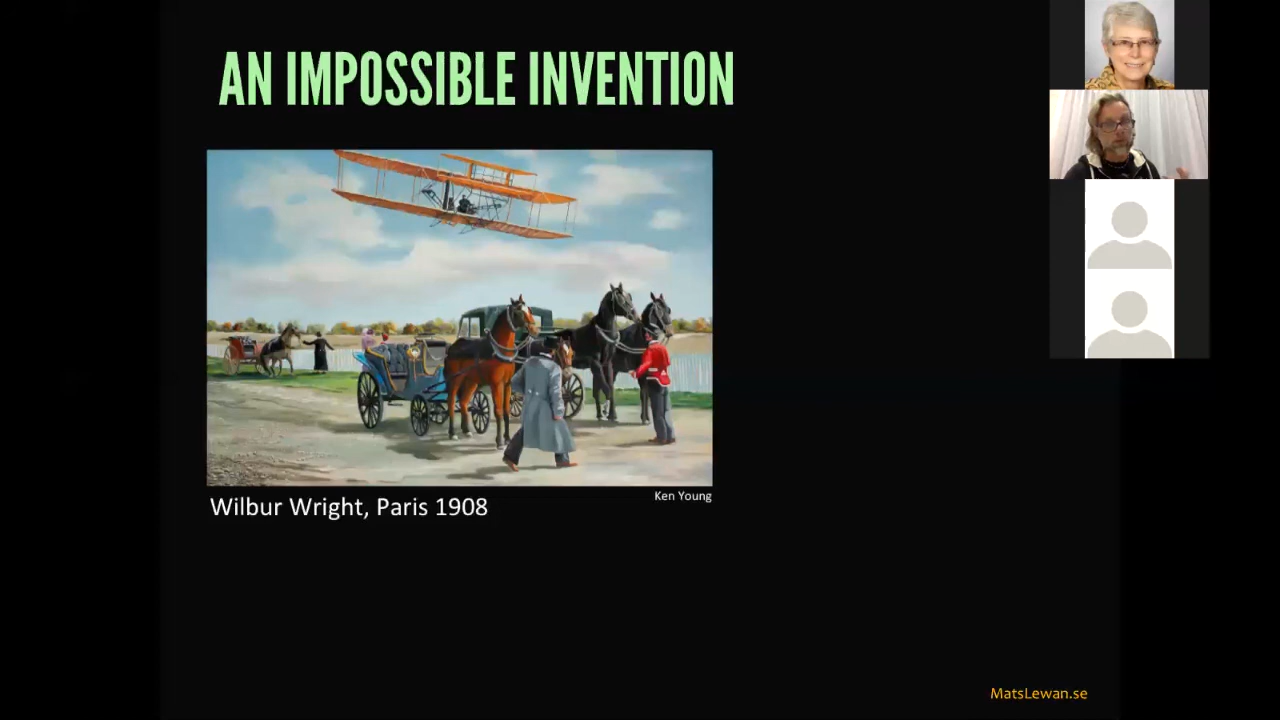 AN IMPOSSIBLE INVENTION
Ken Young
Wilbur Wright, Paris 1908
MatsLewan.se